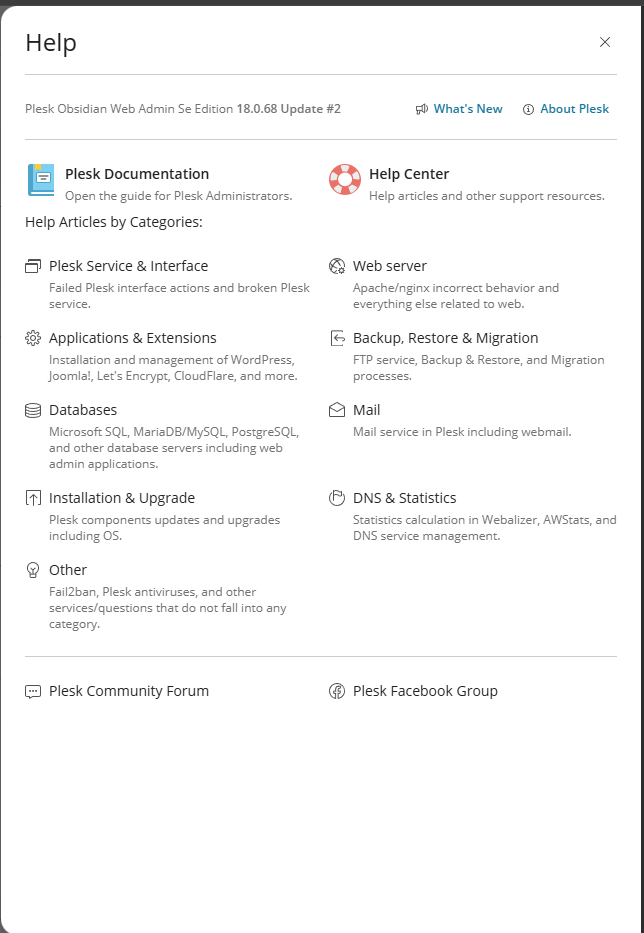 Help
Plesk Obsidian Web Admin Se Edition 18.0.68 Update #2
What's New
About Plesk
Plesk Documentation
Open the guide for Plesk Administrators.
Help Center
Help articles and other support resources.
Help Articles by Categories:
Plesk Service & Interface
Failed Plesk interface actions and broken Plesk
service.
Web server
Apache/nginx incorrect behavior and
everything else related to web.
Applications & Extensions
Installation and management of WordPress,
Joomla!, Let's Encrypt, CloudFlare, and more.
Backup, Restore & Migration
FTP service, Backup & Restore, and Migration
processes.
Databases
Microsoft SQL, MariaDB/MySQL, PostgreSQL,
and other database servers including web
admin applications.
Mail
Mail service in Plesk including webmail.
Installation & Upgrade
Plesk components updates and upgrades
including OS.
DNS & Statistics
Statistics calculation in Webalizer, AWStats, and
DNS service management.
Other
Fail2ban, Plesk antiviruses, and other
services/questions that do not fall into any
category.
Plesk Community Forum
Plesk Facebook Group